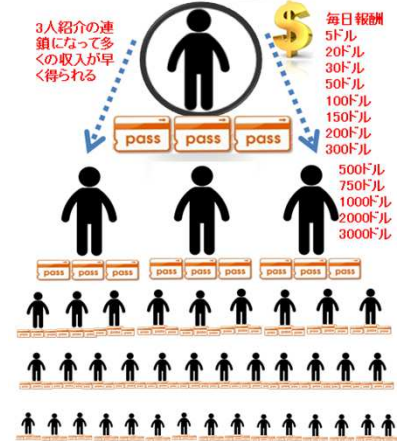 3人紹介の連
鎖になって多
くの収入が早
く得られる
$
毎日報酬
5ドル
20ドル
30ドル
50ドル
100ドル
150ドル
200ドル
300ドル
pass pass pass
500ドル
750ドル
1000ドル
2000ドル
3000ドル
pass pass pass pass pass pass pass pass pass